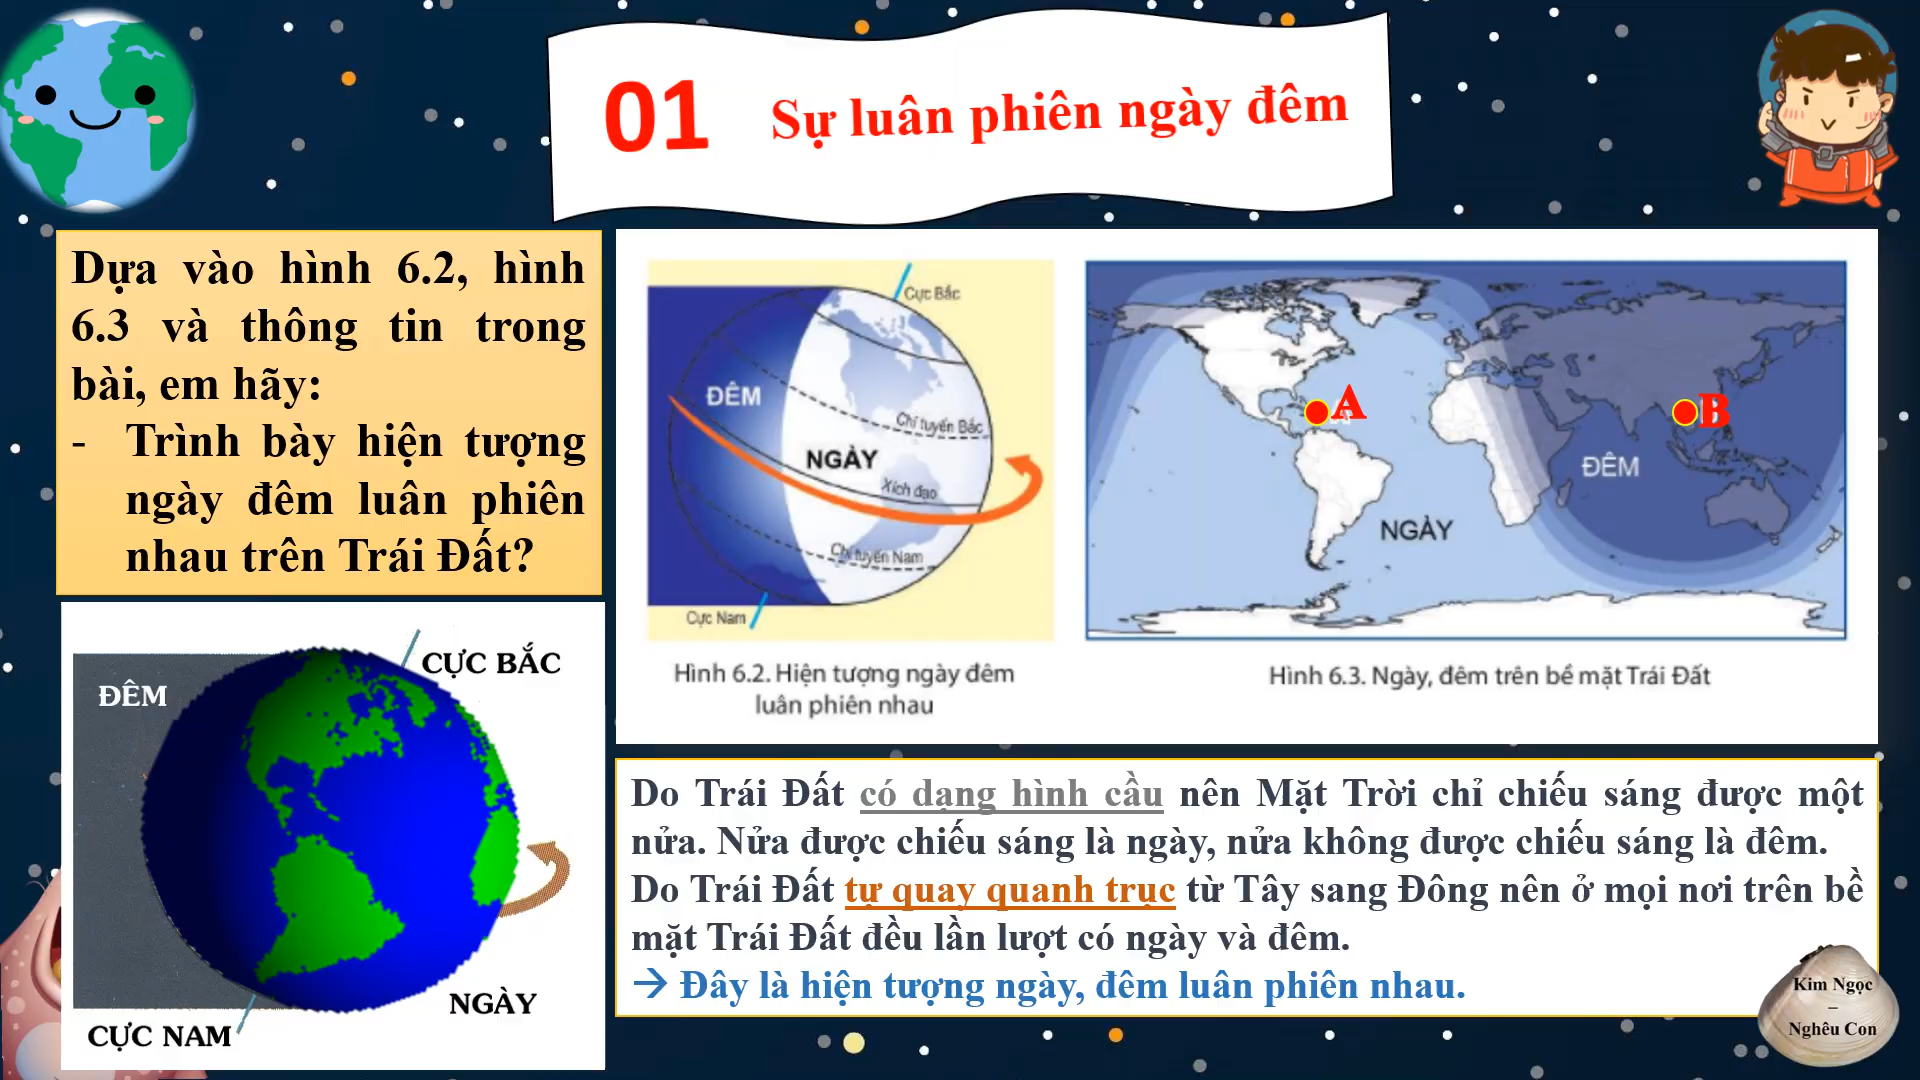 01 Sự luân phiên ngày đêm
Dựa vào hình 6.2, hình
6.3 và thông tin trong
bài, em hãy:
- Trình bày hiện tượng
ngày đêm luân phiên
nhau trên Trái Đất?
Cực Bắc
ĐÊM
Chí tuyến Bắc
NGÀY
Xích đạo
Chí tuyến Nam
Cực Nam
Hình 6.2. Hiện tượng ngày đêm
luân phiên nhau
A
B
ĐÊM
NGÀY
Hình 6.3. Ngày, đêm trên bề mặt Trái Đất
CỰC BẮC
ĐÊM
NGÀY
CỰC NAM
Do Trái Đất có dạng hình cầu nên Mặt Trời chỉ chiếu sáng được một
nửa. Nửa được chiếu sáng là ngày, nửa không được chiếu sáng là đêm.
Do Trái Đất tự quay quanh trục từ Tây sang Đông nên ở mọi nơi trên bề
mặt Trái Đất đều lần lượt có ngày và đêm.
→ Đây là hiện tượng ngày, đêm luân phiên nhau.
Kim Ngọc
–
Nghêu Con